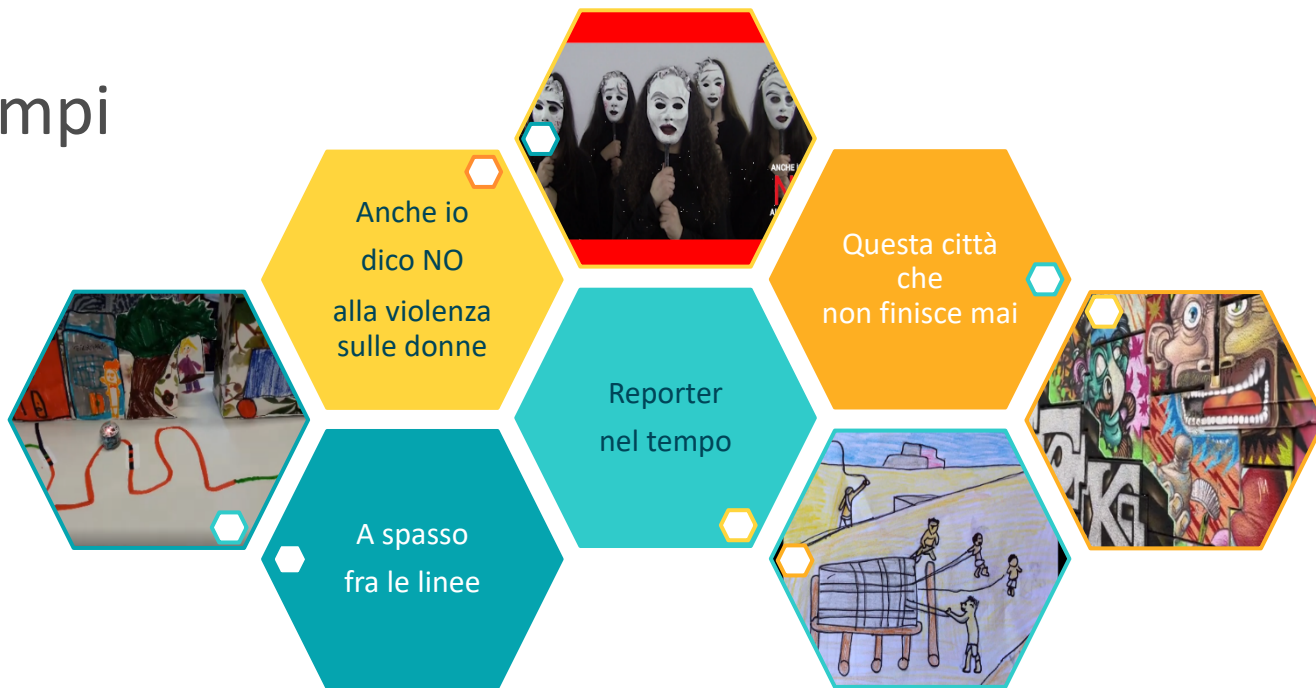 mpi
Anche io
dico NO
alla violenza
sulle donne
ANCHE I
Questa città
che
non finisce mai
Reporter
nel tempo
A spasso
fra le linee